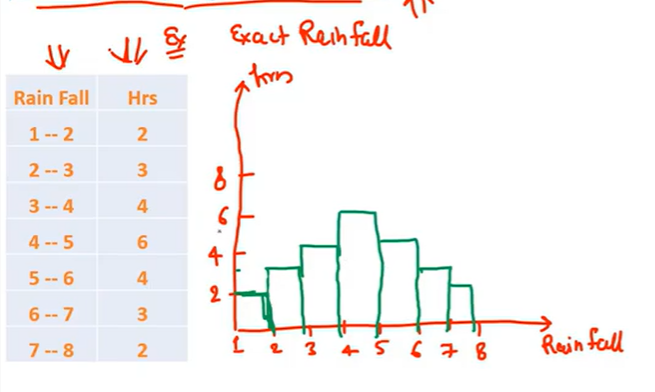 Ex Exact Rainfall
Rain Fall Hrs
1 -- 2 2
2 -- 3 3
3 -- 4 4
4 -- 5 6
5 -- 6 4
6 -- 7 3
7 -- 8 2
hrs
8
6
4
2
1 2 3 4 5 6 7 8 Rainfall